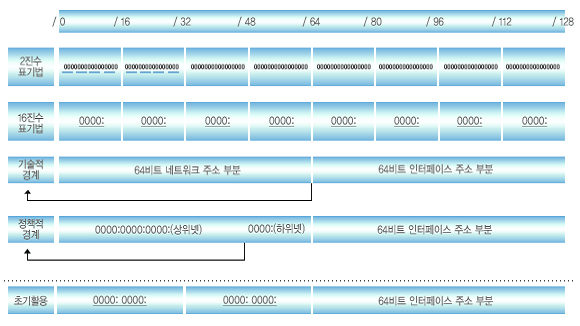 / 0 / 16 / 32 / 48 / 64 / 80 / 96 / 112 / 128
2진수
표기법
0000000000000000 0000000000000000 0000000000000000 0000000000000000 0000000000000000 0000000000000000 0000000000000000 0000000000000000
16진수
표기법
0000: 0000: 0000: 0000: 0000: 0000: 0000: 0000:
기술적
경계
64비트 네트워크 주소 부분 64비트 인터페이스 주소 부분
정책적
경계
0000:0000:0000:(상위넷) 0000:(하위넷) 64비트 인터페이스 주소 부분
초기활용 0000: 0000: 0000: 0000: 64비트 인터페이스 주소 부분